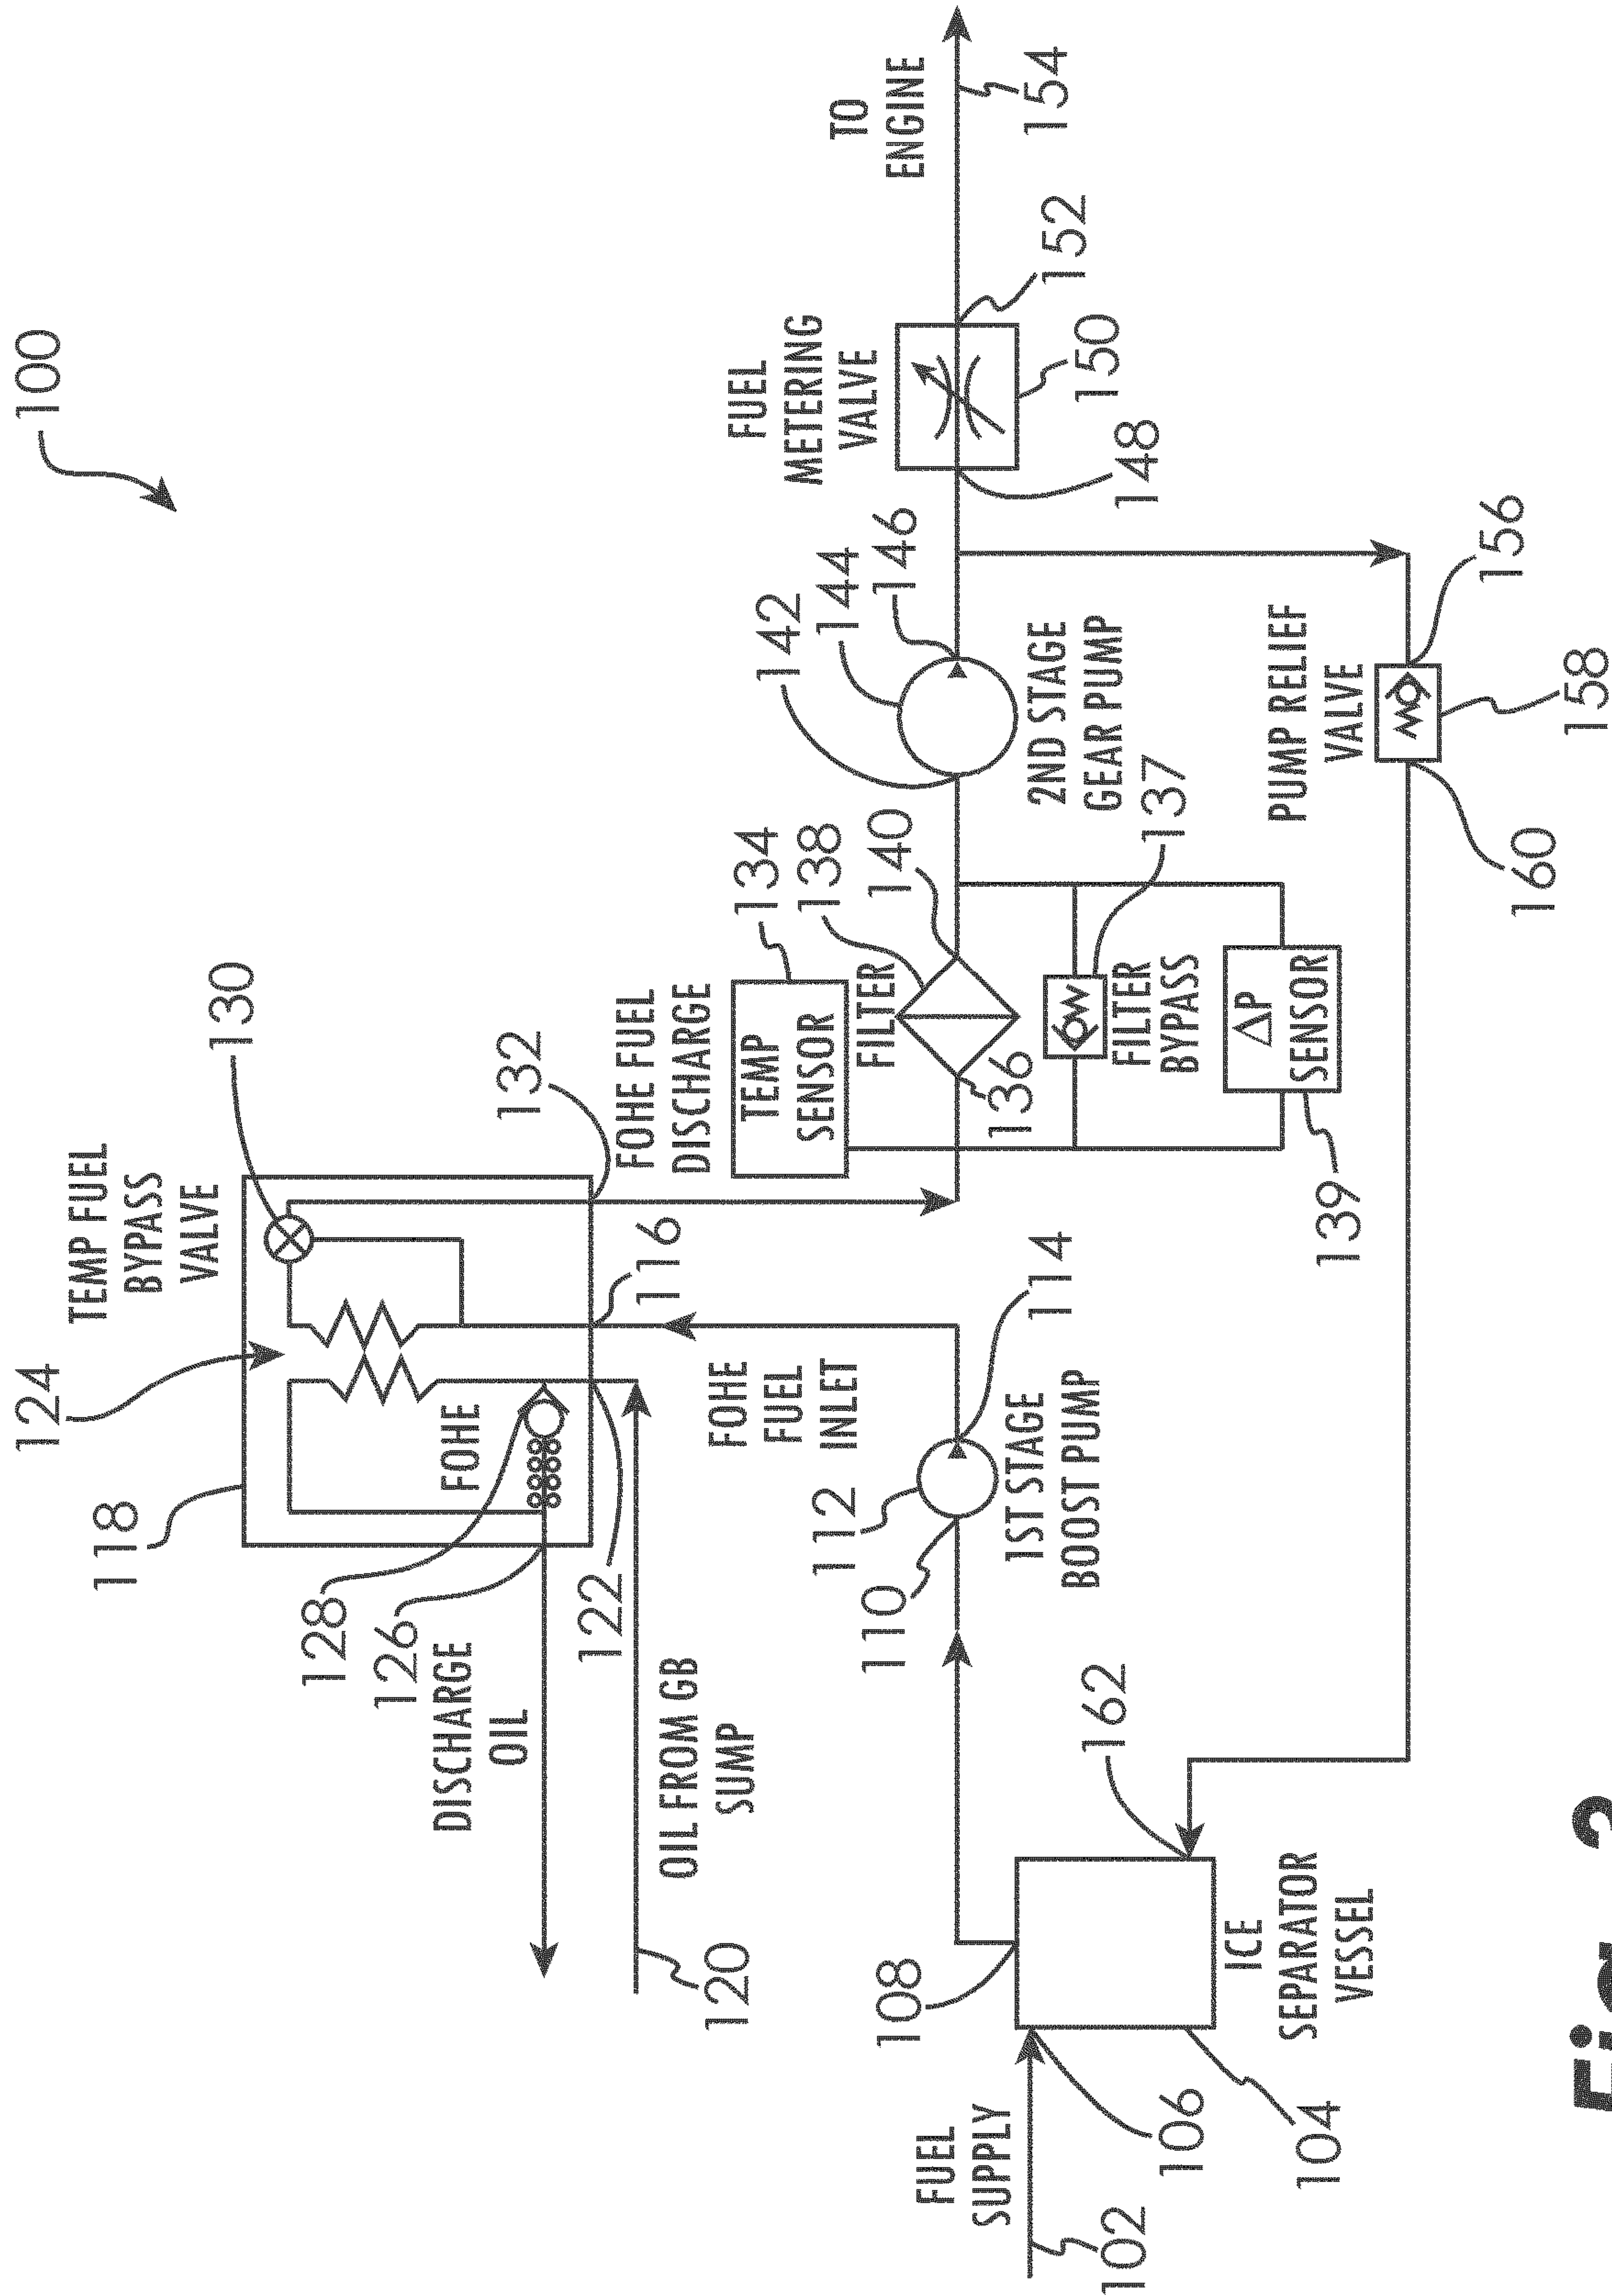 100
TEMP FUEL
BYPASS
VALVE
130
124
118
FOHE
128
126
DISCHARGE
OIL
122
OIL FROM GB
SUMP
120
132
116
FOHE FUEL
DISCHARGE
FOHE
FUEL
INLET
TEMP
SENSOR
134
FILTER
138
140
136
137
FILTER
BYPASS
ΔP
SENSOR
139
142
144
146
2ND STAGE
GEAR PUMP
FUEL
METERING
VALVE
148
150
152
TO
ENGINE
154
PUMP RELIEF
VALVE
156
158
160
112
114
110
1ST STAGE
BOOST PUMP
162
108
ICE
SEPARATOR
VESSEL
FUEL
SUPPLY
106
104
102